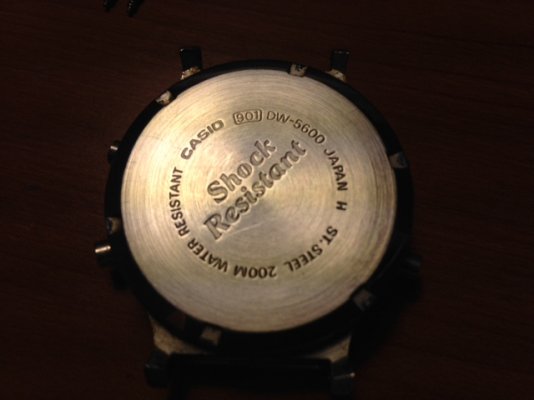 CASIO 901 DW-5600 JAPAN H ST. STEEL 200M WATER RESISTANT
Shock
Resistant